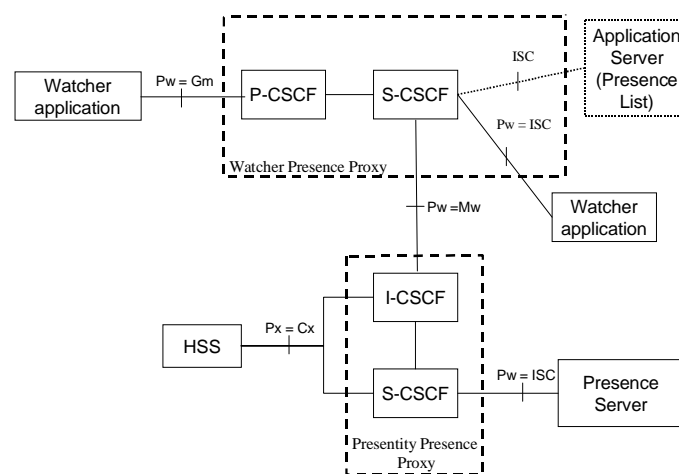 ISC
Application
Server
(Presence
List)
Watcher
application
Pw = Gm
P-CSCF
S-CSCF
Pw = ISC
Watcher Presence Proxy
Watcher
application
Pw =Mw
I-CSCF
HSS
Px = Cx
S-CSCF
Pw = ISC
Presence
Server
Presentity Presence
Proxy